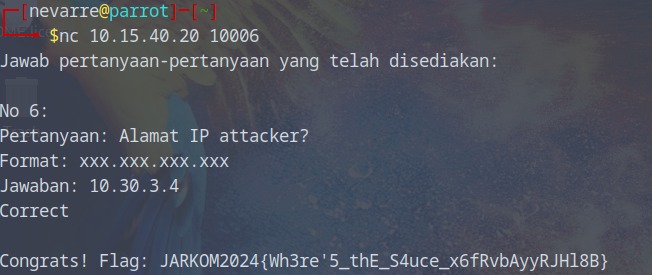 [nevarre@parrot]─[~]
$nc 10.15.40.20 10006
Jawab pertanyaan-pertanyaan yang telah disediakan:
No 6:
Pertanyaan: Alamat IP attacker?
Format: xxx.xxx.xxx.xxx
Jawaban: 10.30.3.4
Correct
Congrats! Flag: JARKOM2024{Wh3re'5_thE_S4uce_x6fRvbAyyRJHl8B}